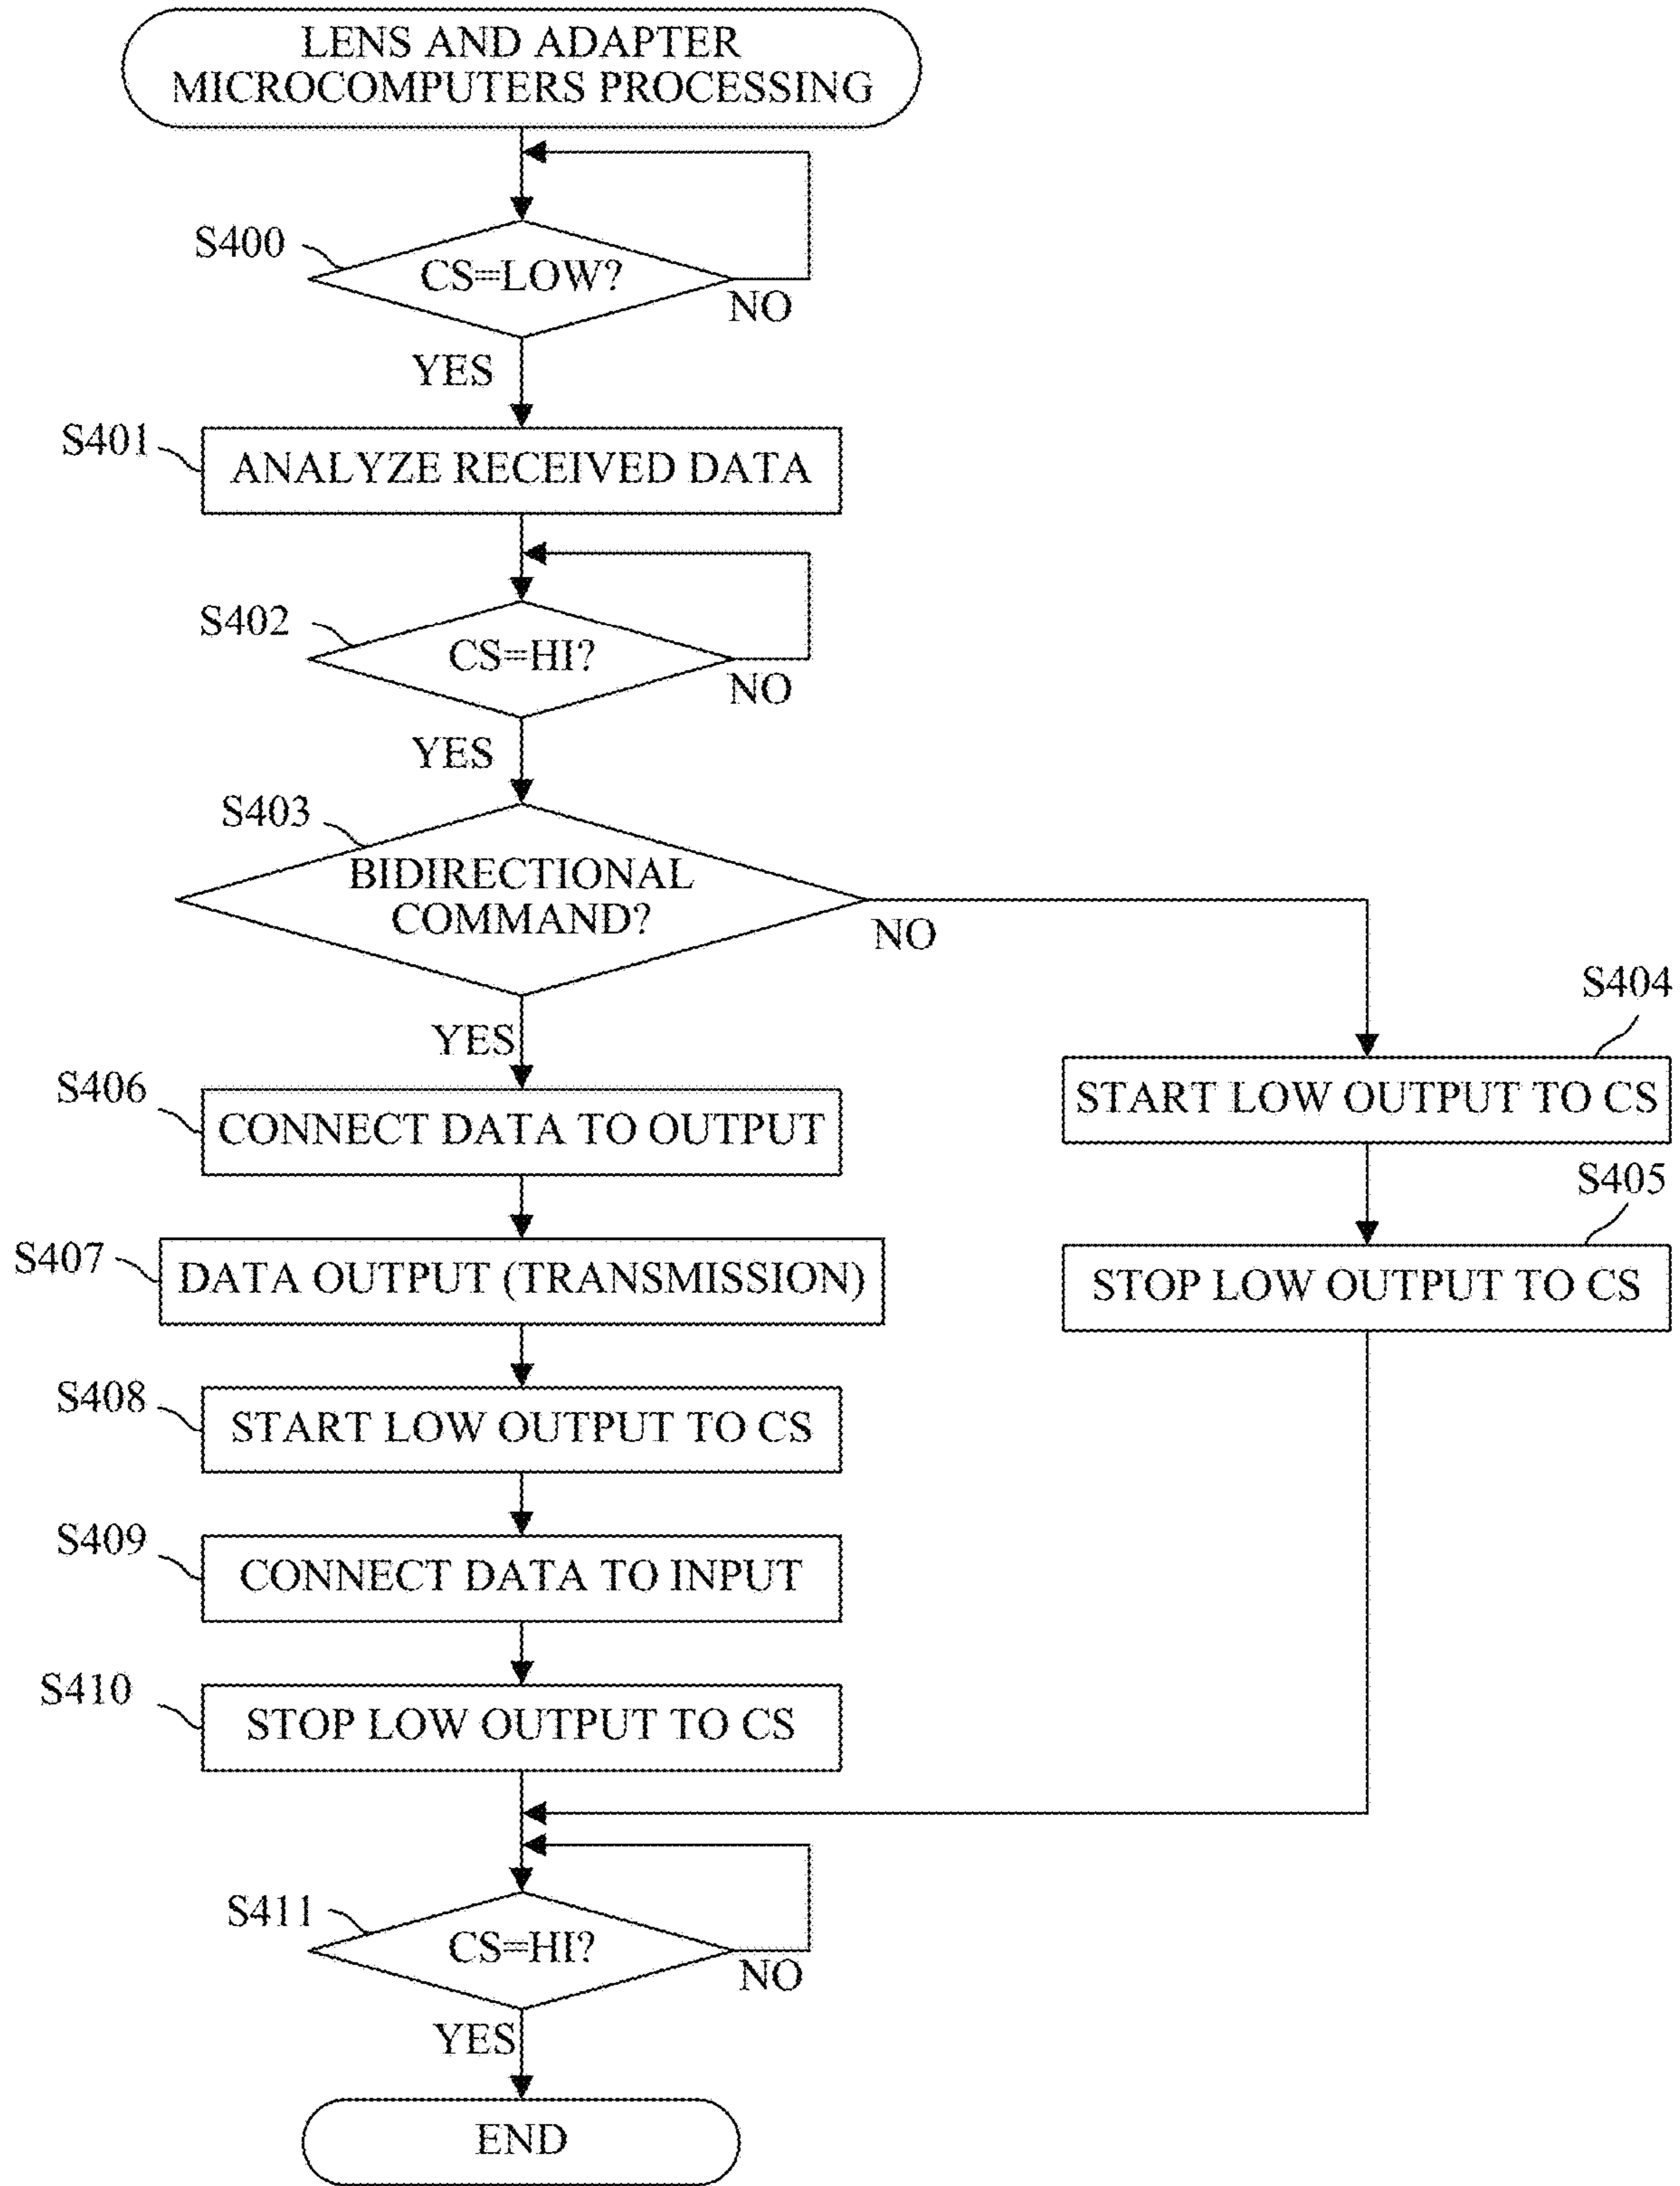 LENS AND ADAPTER
MICROCOMPUTERS PROCESSING
S400
CS=LOW?
NO
YES
S401
ANALYZE RECEIVED DATA
S402
CS=HI?
NO
YES
S403
BIDIRECTIONAL
COMMAND?
NO
YES
S404
START LOW OUTPUT TO CS
S405
STOP LOW OUTPUT TO CS
S406
CONNECT DATA TO OUTPUT
S407
DATA OUTPUT (TRANSMISSION)
S408
START LOW OUTPUT TO CS
S409
CONNECT DATA TO INPUT
S410
STOP LOW OUTPUT TO CS
S411
CS=HI?
NO
YES
END